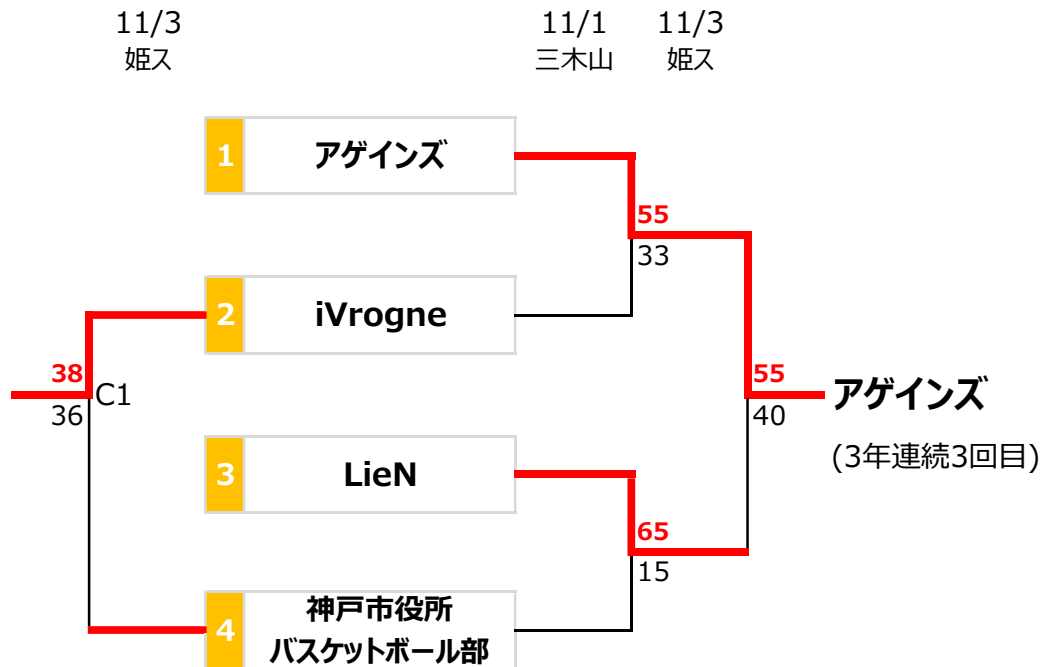 11/3
姫ス
11/1
三木山
11/3
姫ス
1 アゲインズ
55
33
2 iVrogne
38
36
C1
55
40
アゲインズ
(3年連続3回目)
3 LieN
65
15
4 神戸市役所
バスケットボール部